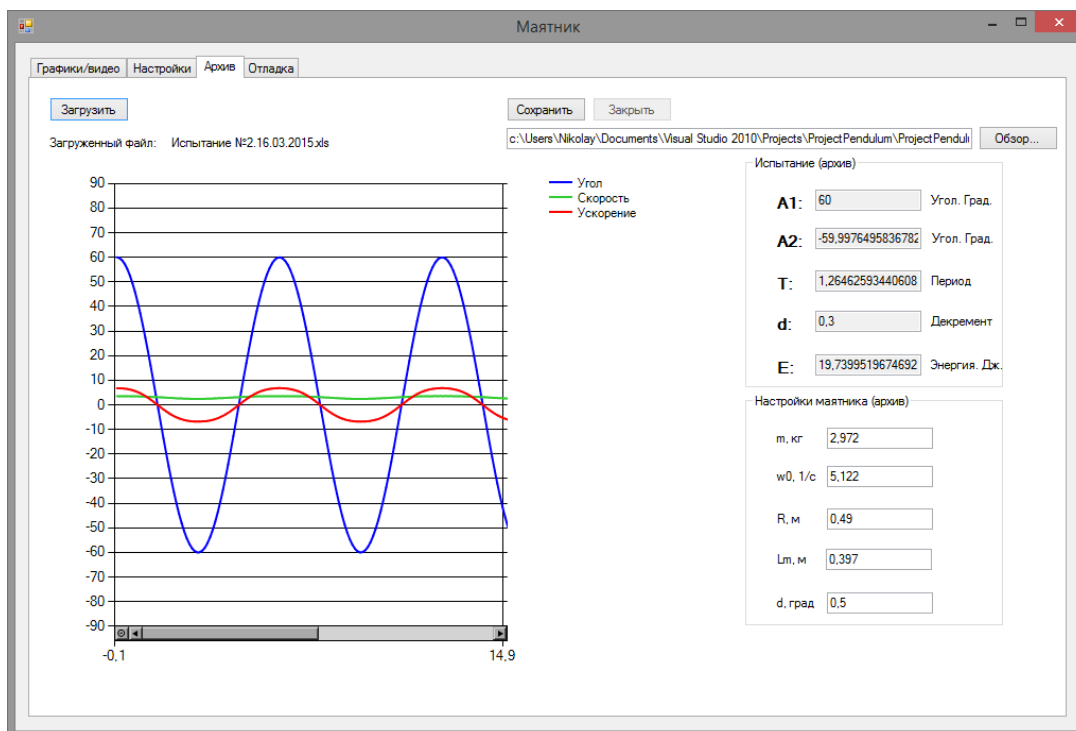 Маятник
Графики/видео Настройки Архив Отладка
Загрузить Сохранить Закрыть
c:\Users\Nikolay\Documents\Visual Studio 2010\Projects\ProjectPendulum\ProjectPendul Обзор...
Загруженный файл: Испытание №2.16.03.2015.xls
90
80
70
60
50
40
30
20
10
0
-10
-20
-30
-40
-50
-60
-70
-80
-90
-0,1 14,9
Угол
Скорость
Ускорение
Испытание (архив)
A1: 60 Угол. Град.
A2: -59,9976495836782 Угол. Град.
T: 1,26462593440608 Период
d: 0,3 Декремент
E: 19,7399519674692 Энергия. Дж.
Настройки маятника (архив)
m, кг 2,972
w0, 1/с 5,122
R, м 0,49
Lm, м 0,397
d, град 0,5